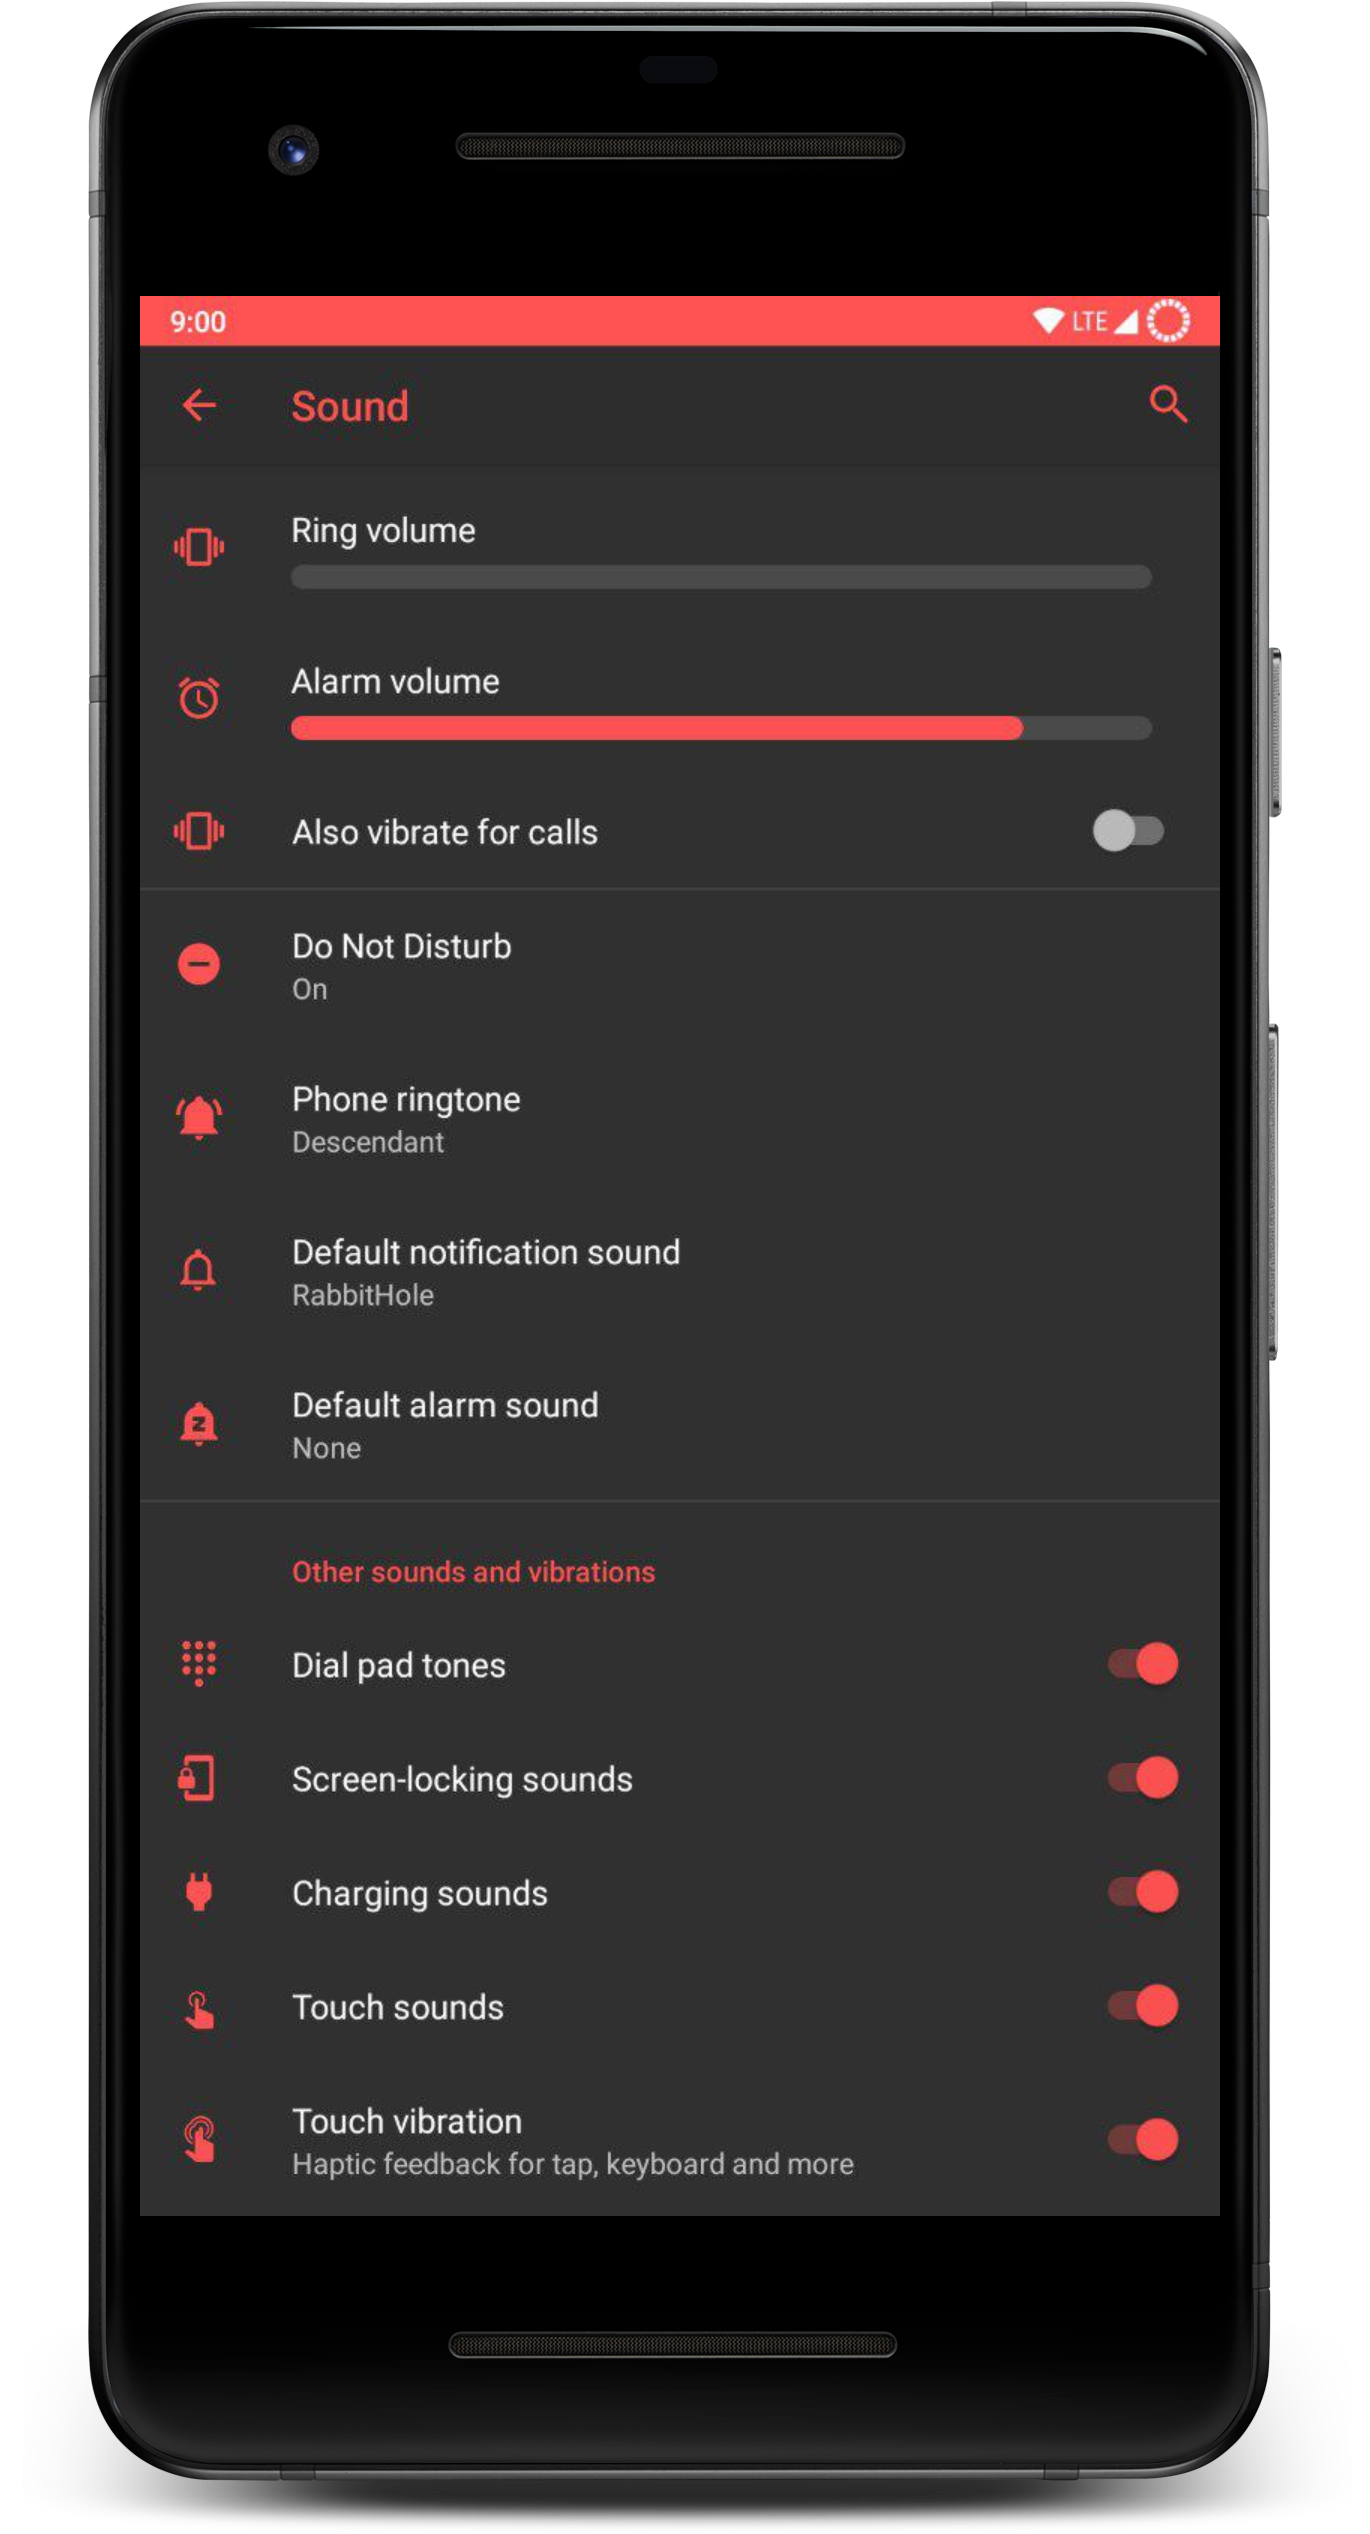 9:00 LTE
Sound
Ring volume
Alarm volume
Also vibrate for calls
Do Not Disturb
On
Phone ringtone
Descendant
Default notification sound
RabbitHole
Default alarm sound
None
Other sounds and vibrations
Dial pad tones
Screen-locking sounds
Charging sounds
Touch sounds
Touch vibration
Haptic feedback for tap, keyboard and more